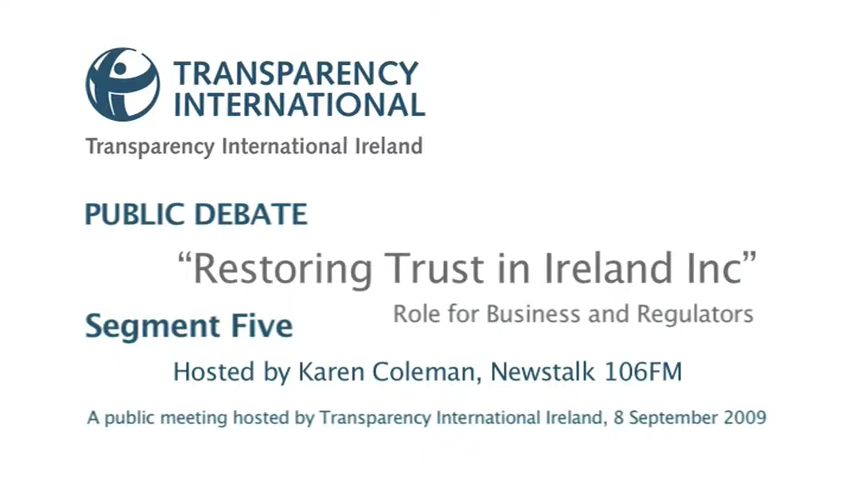 TRANSPARENCY
INTERNATIONAL
Transparency International Ireland
PUBLIC DEBATE
“Restoring Trust in Ireland Inc”
Role for Business and Regulators
Segment Five
Hosted by Karen Coleman, Newstalk 106FM
A public meeting hosted by Transparency International Ireland, 8 September 2009